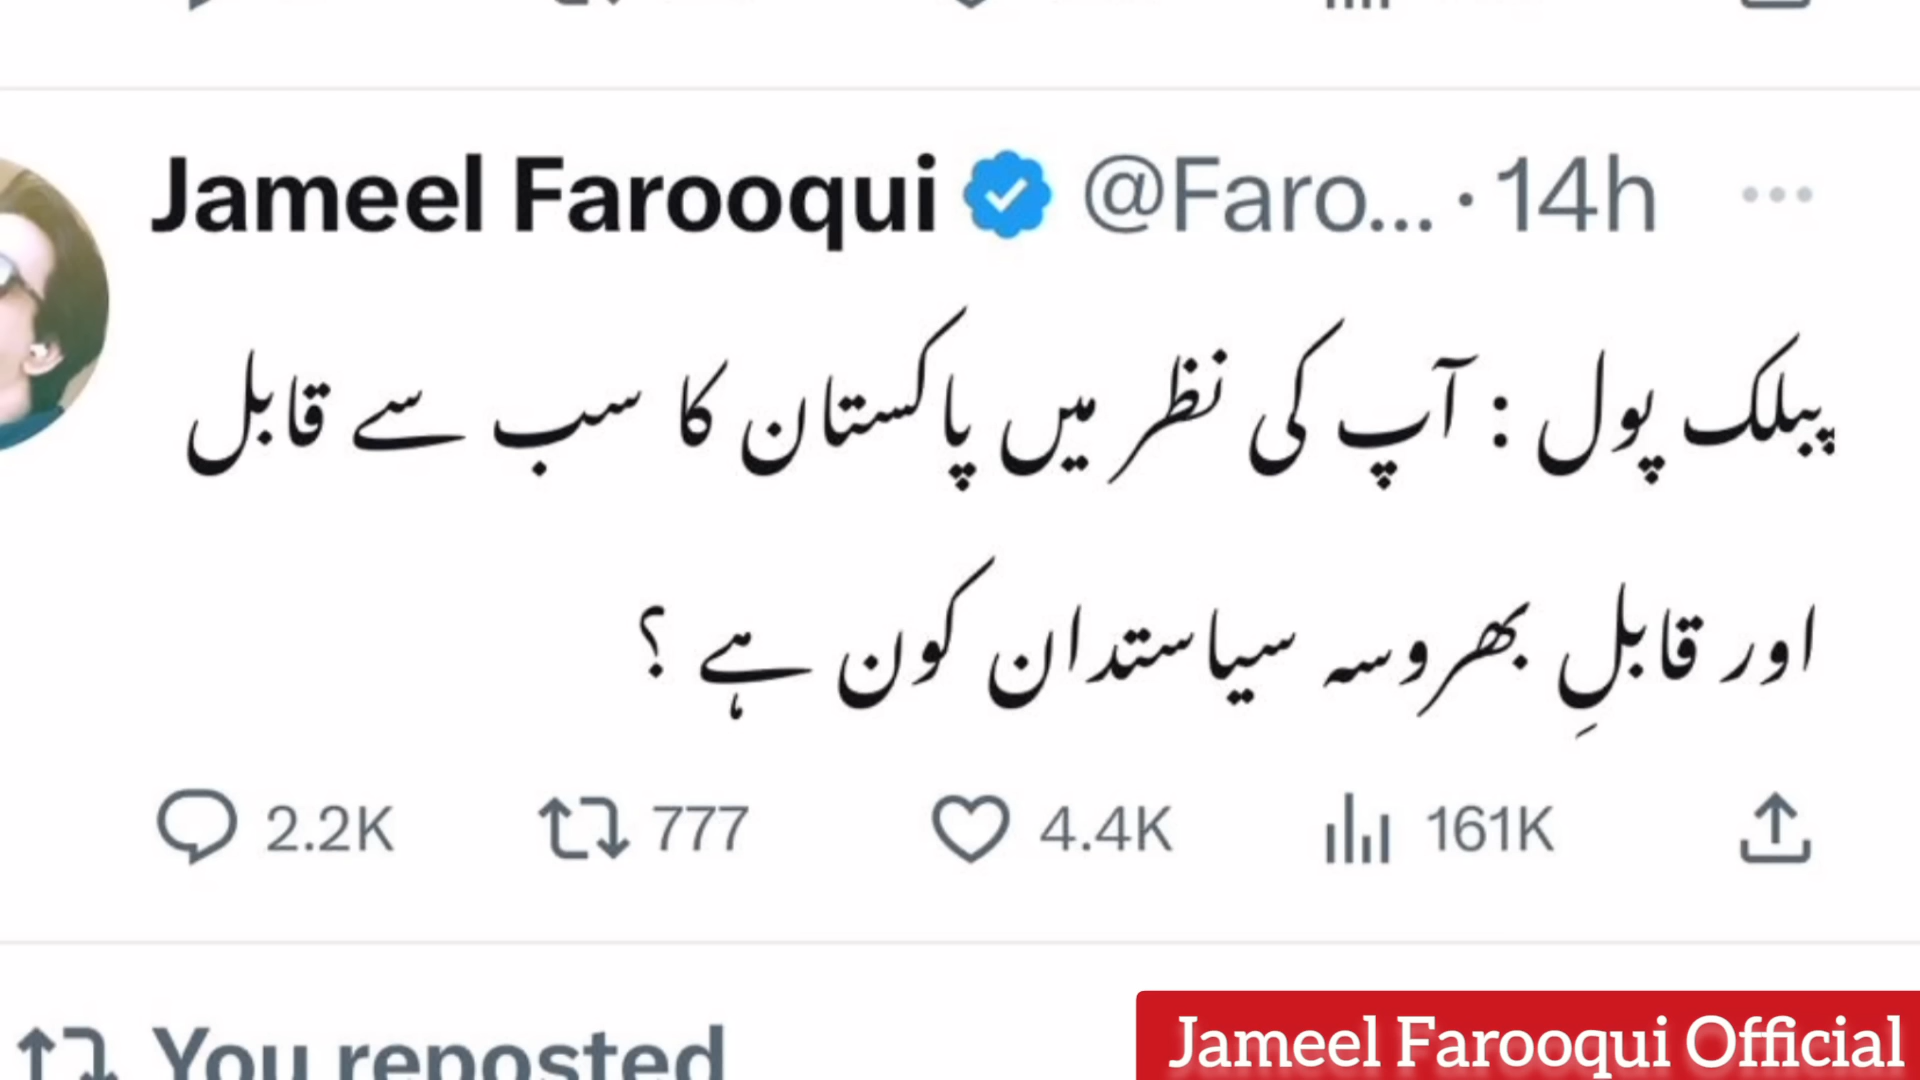 Jameel Farooqui @Faro... · 14h
پبلک پول : آپ کی نظر میں پاکستان کا سب سے قابل
اور قابلِ بھروسہ سیاستدان کون ہے ؟
2.2K 777 4.4K 161K
You reposted
Jameel Farooqui Official